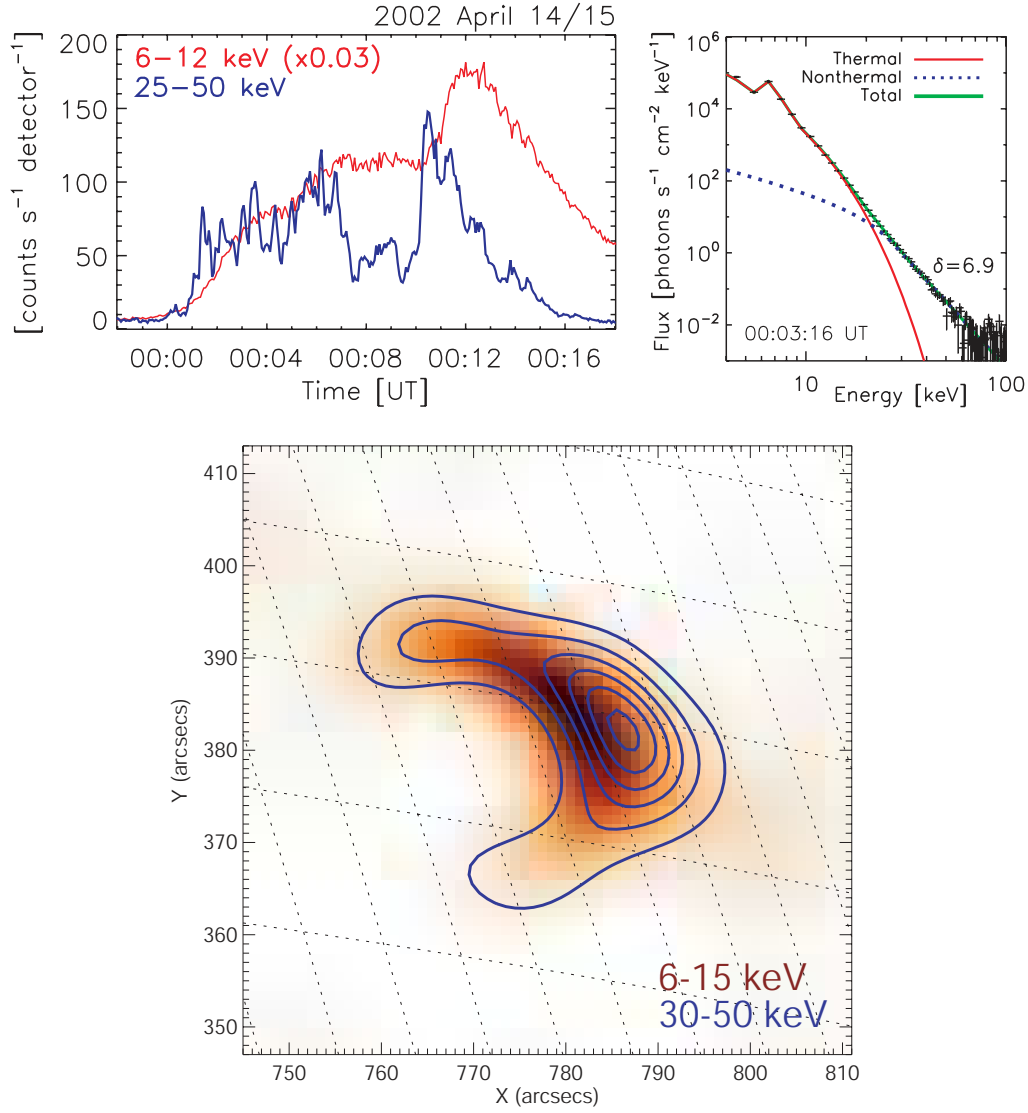 2002 April 14/15
6−12 keV (x0.03)
25−50 keV
[counts s⁻¹ detector⁻¹]
200
150
100
50
0
00:00 00:04 00:08 00:12 00:16
Time [UT]
Thermal
Nonthermal
Total
Flux [photons s⁻¹ cm⁻² keV⁻¹]
10⁶
10⁴
10²
10⁰
10⁻²
δ=6.9
00:03:16 UT
10 100
Energy [keV]
Y (arcsecs)
410
400
390
380
370
360
350
6-15 keV
30-50 keV
750 760 770 780 790 800 810
X (arcsecs)